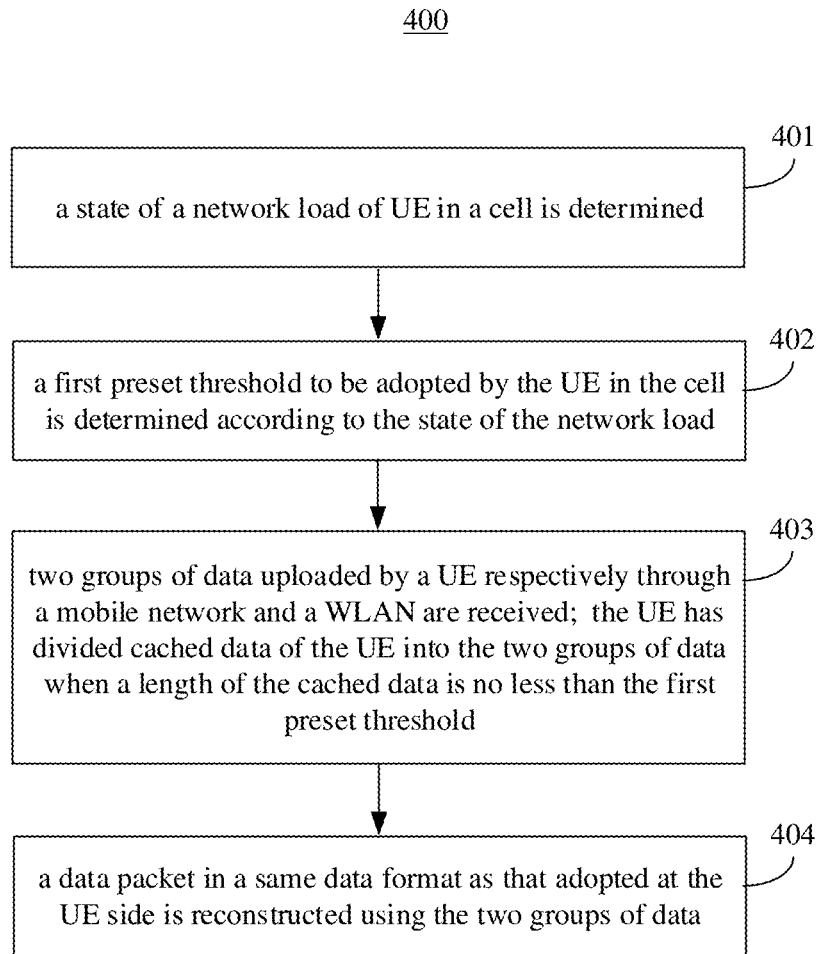 400
401
a state of a network load of UE in a cell is determined
402
a first preset threshold to be adopted by the UE in the cell
is determined according to the state of the network load
403
two groups of data uploaded by a UE respectively through
a mobile network and a WLAN are received; the UE has
divided cached data of the UE into the two groups of data
when a length of the cached data is no less than the first
preset threshold
404
a data packet in a same data format as that adopted at the
UE side is reconstructed using the two groups of data